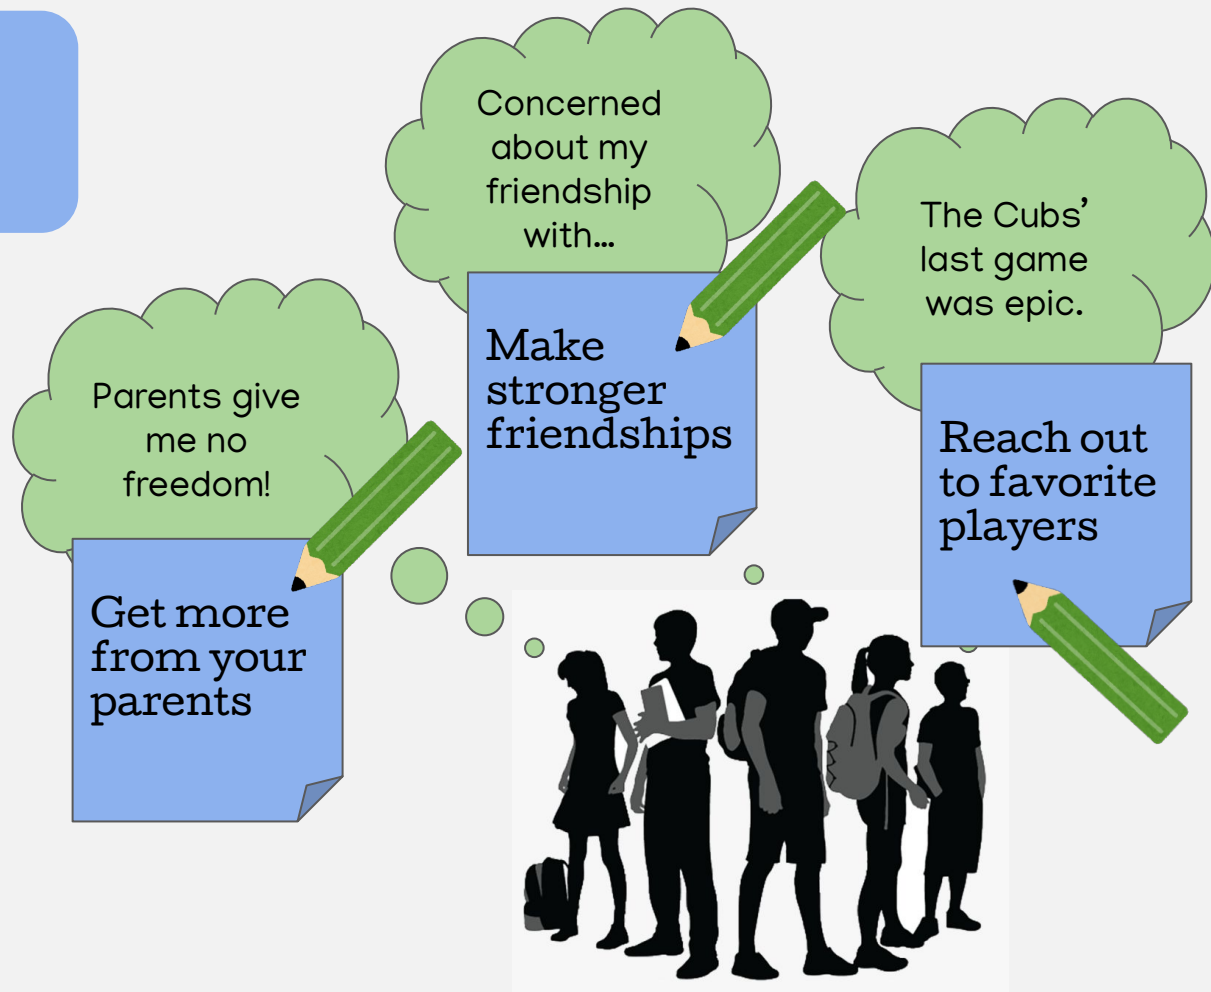 Concerned
about my
friendship
with...
Make
stronger
friendships
The Cubs’
last game
was epic.
Reach out
to favorite
players
Parents give
me no
freedom!
Get more
from your
parents